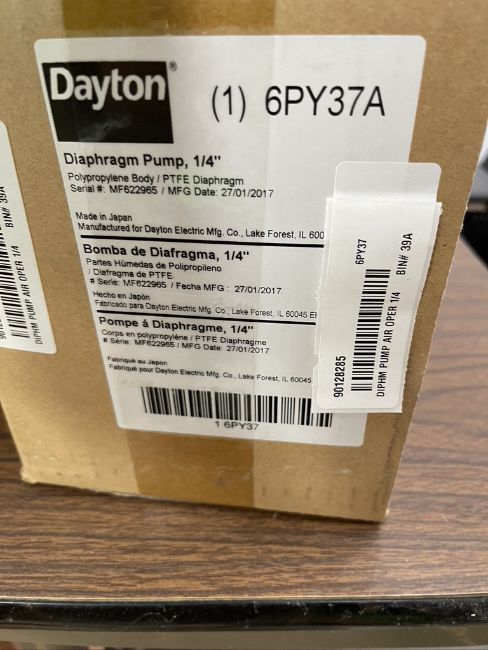 Dayton®
(1) 6PY37A
Diaphragm Pump, 1/4"
Polypropylene Body / PTFE Diaphragm
Serial #: MF622965 / MFG Date: 27/01/2017
Made in Japan
Manufactured for Dayton Electric Mfg. Co., Lake Forest, IL 600
Bomba de Diafragma, 1/4"
Partes Húmedas de Polipropileno
/ Diafragma de PTFE
# Serie: MF622965 / Fecha MFG : 27/01/2017
Hecho en Japón
Fabricado para Dayton Electric Mfg. Co., Lake Forest, IL 60045 E
Pompe à Diaphragme, 1/4"
Corps en polypropylène / PTFE Diaphragme
# Série: MF622965 / MFG Date: 27/01/2017
Fabriqué au Japon
Fabriqué pour Dayton Electric Mfg. Co., Lake Forest, IL 60045
1 6PY37
6PY37
BIN# 39A
90128285
DIPHM PUMP AIR OPER 1/4
BIN# 39A
90128
DIPHM PUMP AIR OPER 1/4